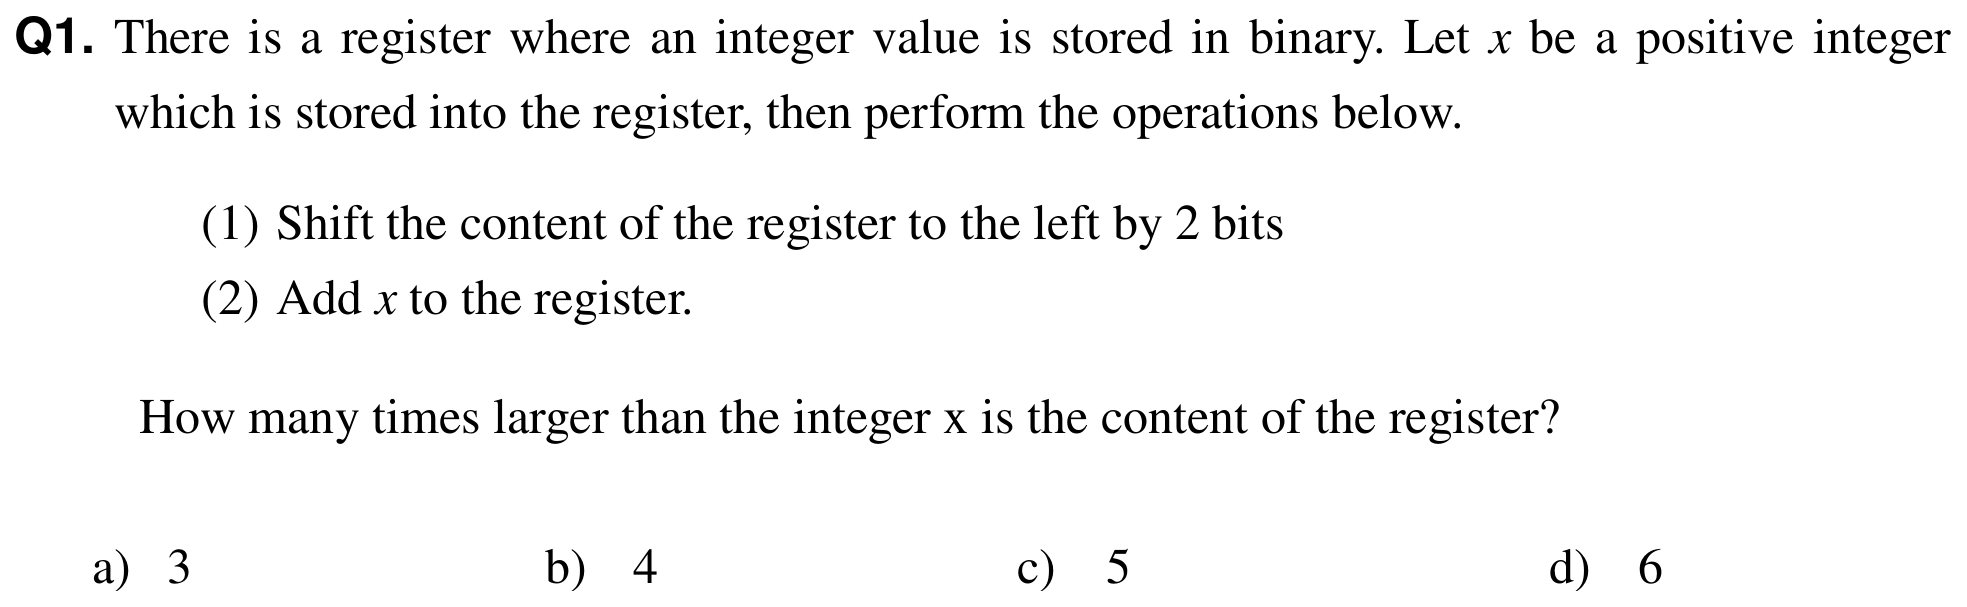 Q1. There is a register where an integer value is stored in binary. Let x be a positive integer
which is stored into the register, then perform the operations below.
(1) Shift the content of the register to the left by 2 bits
(2) Add x to the register.
How many times larger than the integer x is the content of the register?
a) 3 b) 4 c) 5 d) 6